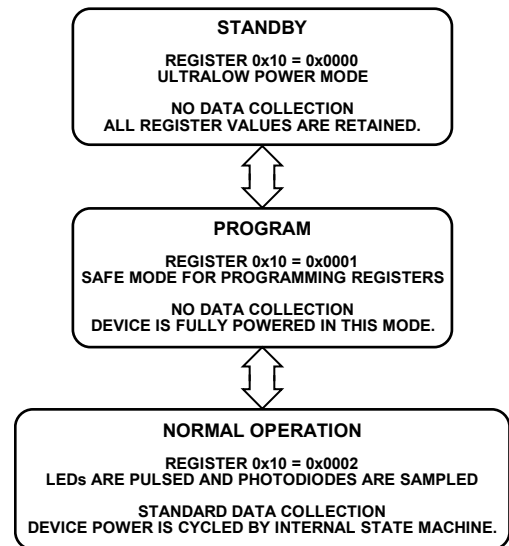 STANDBY
REGISTER 0x10 = 0x0000
ULTRALOW POWER MODE
NO DATA COLLECTION
ALL REGISTER VALUES ARE RETAINED.
PROGRAM
REGISTER 0x10 = 0x0001
SAFE MODE FOR PROGRAMMING REGISTERS
NO DATA COLLECTION
DEVICE IS FULLY POWERED IN THIS MODE.
NORMAL OPERATION
REGISTER 0x10 = 0x0002
LEDs ARE PULSED AND PHOTODIODES ARE SAMPLED
STANDARD DATA COLLECTION
DEVICE POWER IS CYCLED BY INTERNAL STATE MACHINE.